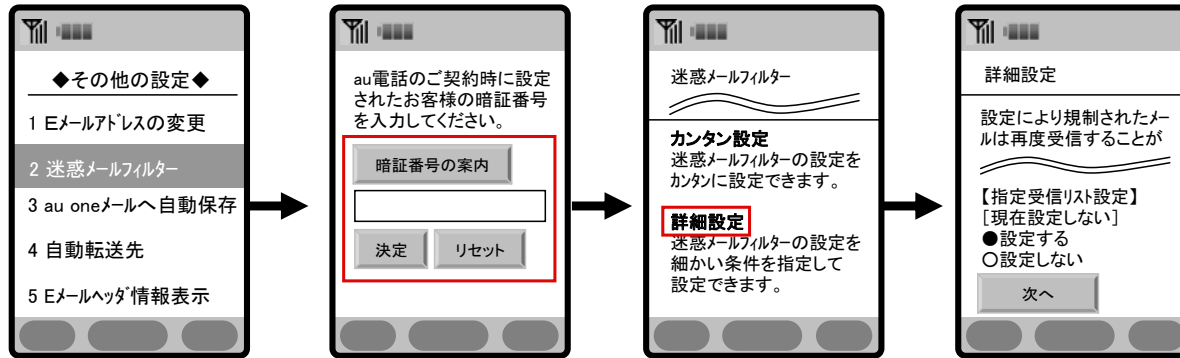 ◆その他の設定◆
1 Eメールアドレスの変更
2 迷惑メールフィルター
3 au oneメールへ自動保存
4 自動転送先
5 Eメールヘッダ情報表示
au電話のご契約時に設定
されたお客様の暗証番号
を入力してください。
暗証番号の案内
決定
リセット
迷惑メールフィルター
カンタン設定
迷惑メールフィルターの設定を
カンタンに設定できます。
詳細設定
迷惑メールフィルターの設定を
細かい条件を指定して
設定できます。
詳細設定
設定により規制されたメー
ルは再度受信することが
【指定受信リスト設定】
[現在設定しない]
●設定する
○設定しない
次へ